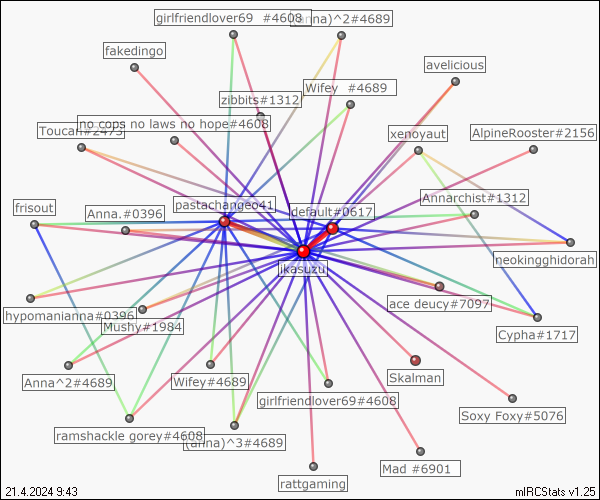 girlfriendlover69 #4608
(anna)^2#4689
fakedingo
avelicious
Wifey #4689
zibbits#1312
no cops no laws no hope#4608
Toucan#2473
xenoyaut
AlpineRooster#2156
Annarchist#1312
pastachangeo41
default#0617
frisout
Anna.#0396
neokingghidorah
ikasuzu
hypomanianna#0396
ace deucy#7097
Mushy#1984
Cypha#1717
Anna^2#4689
Wifey#4689
Skalman
girlfriendlover69#4608
Soxy Foxy#5076
ramshackle gorey#4608
(anna)^3#4689
Mad #6901
rattgaming
21.4.2024 9:43
mIRCStats v1.25